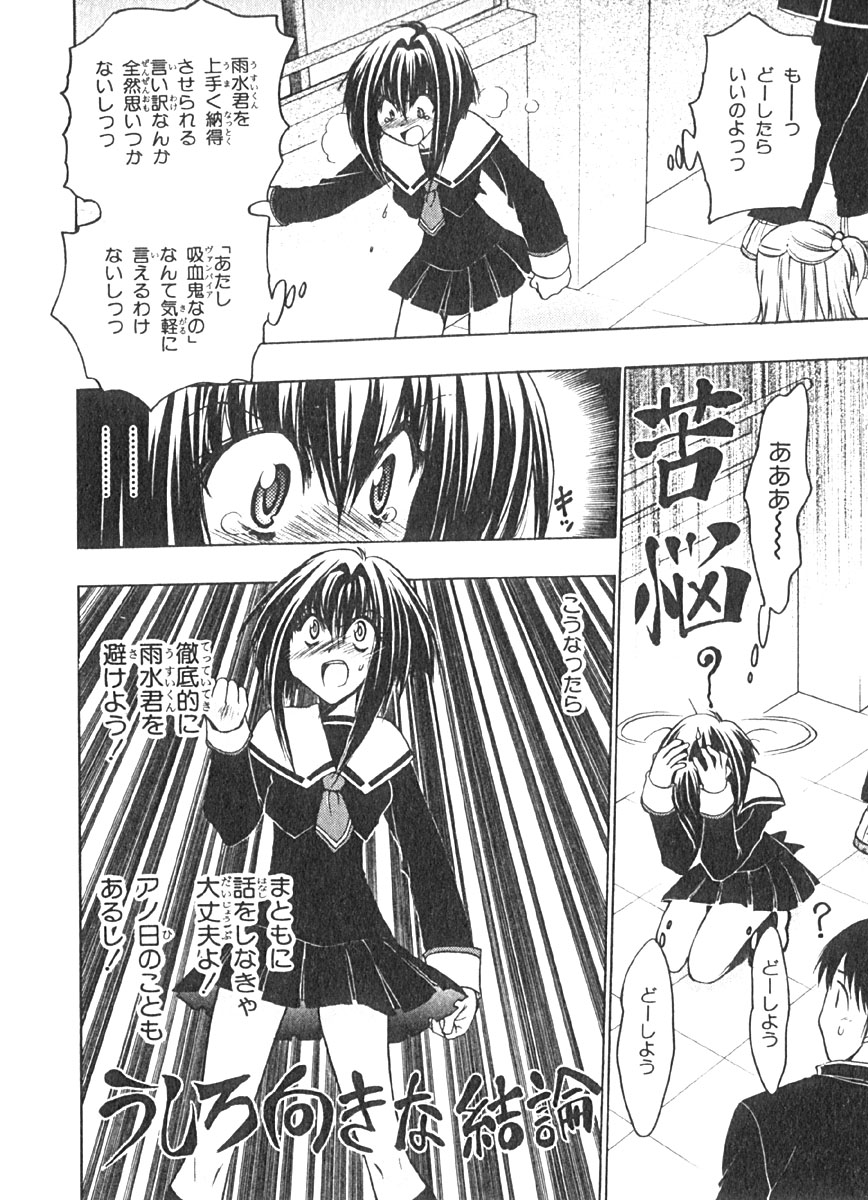 もーっ
どーしたら
いいのよっっ
雨水君を
上手く納得
させられる
言い訳なんか
全然思いつか
ないしっっ
「あたし
吸血鬼なの」
なんて気軽に
言えるわけ
ないしっっ
あああ〜〜
苦悩
?
どーしよう
どーしよう
キッ
…………
…………
こうなったら
徹底的に
雨水君を
避けよう!
まともに
話をしなきゃ
大丈夫よ!
アノ日のことも
あるし!
うしろ向きな結論